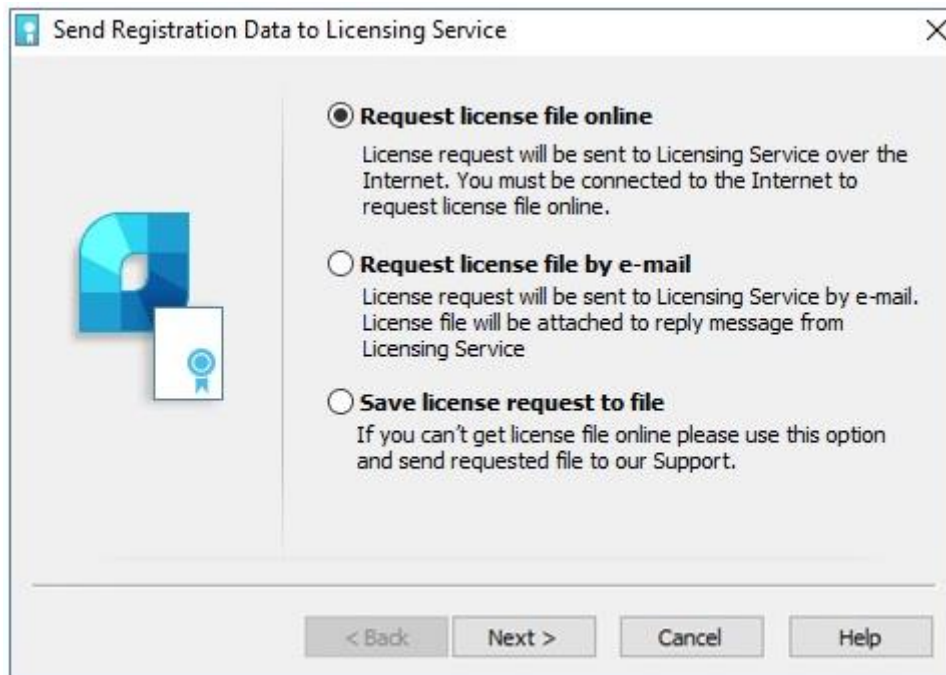 Send Registration Data to Licensing Service
Request license file online
License request will be sent to Licensing Service over the
Internet. You must be connected to the Internet to
request license file online.
Request license file by e-mail
License request will be sent to Licensing Service by e-mail.
License file will be attached to reply message from
Licensing Service
Save license request to file
If you can't get license file online please use this option
and send requested file to our Support.
< Back Next > Cancel Help